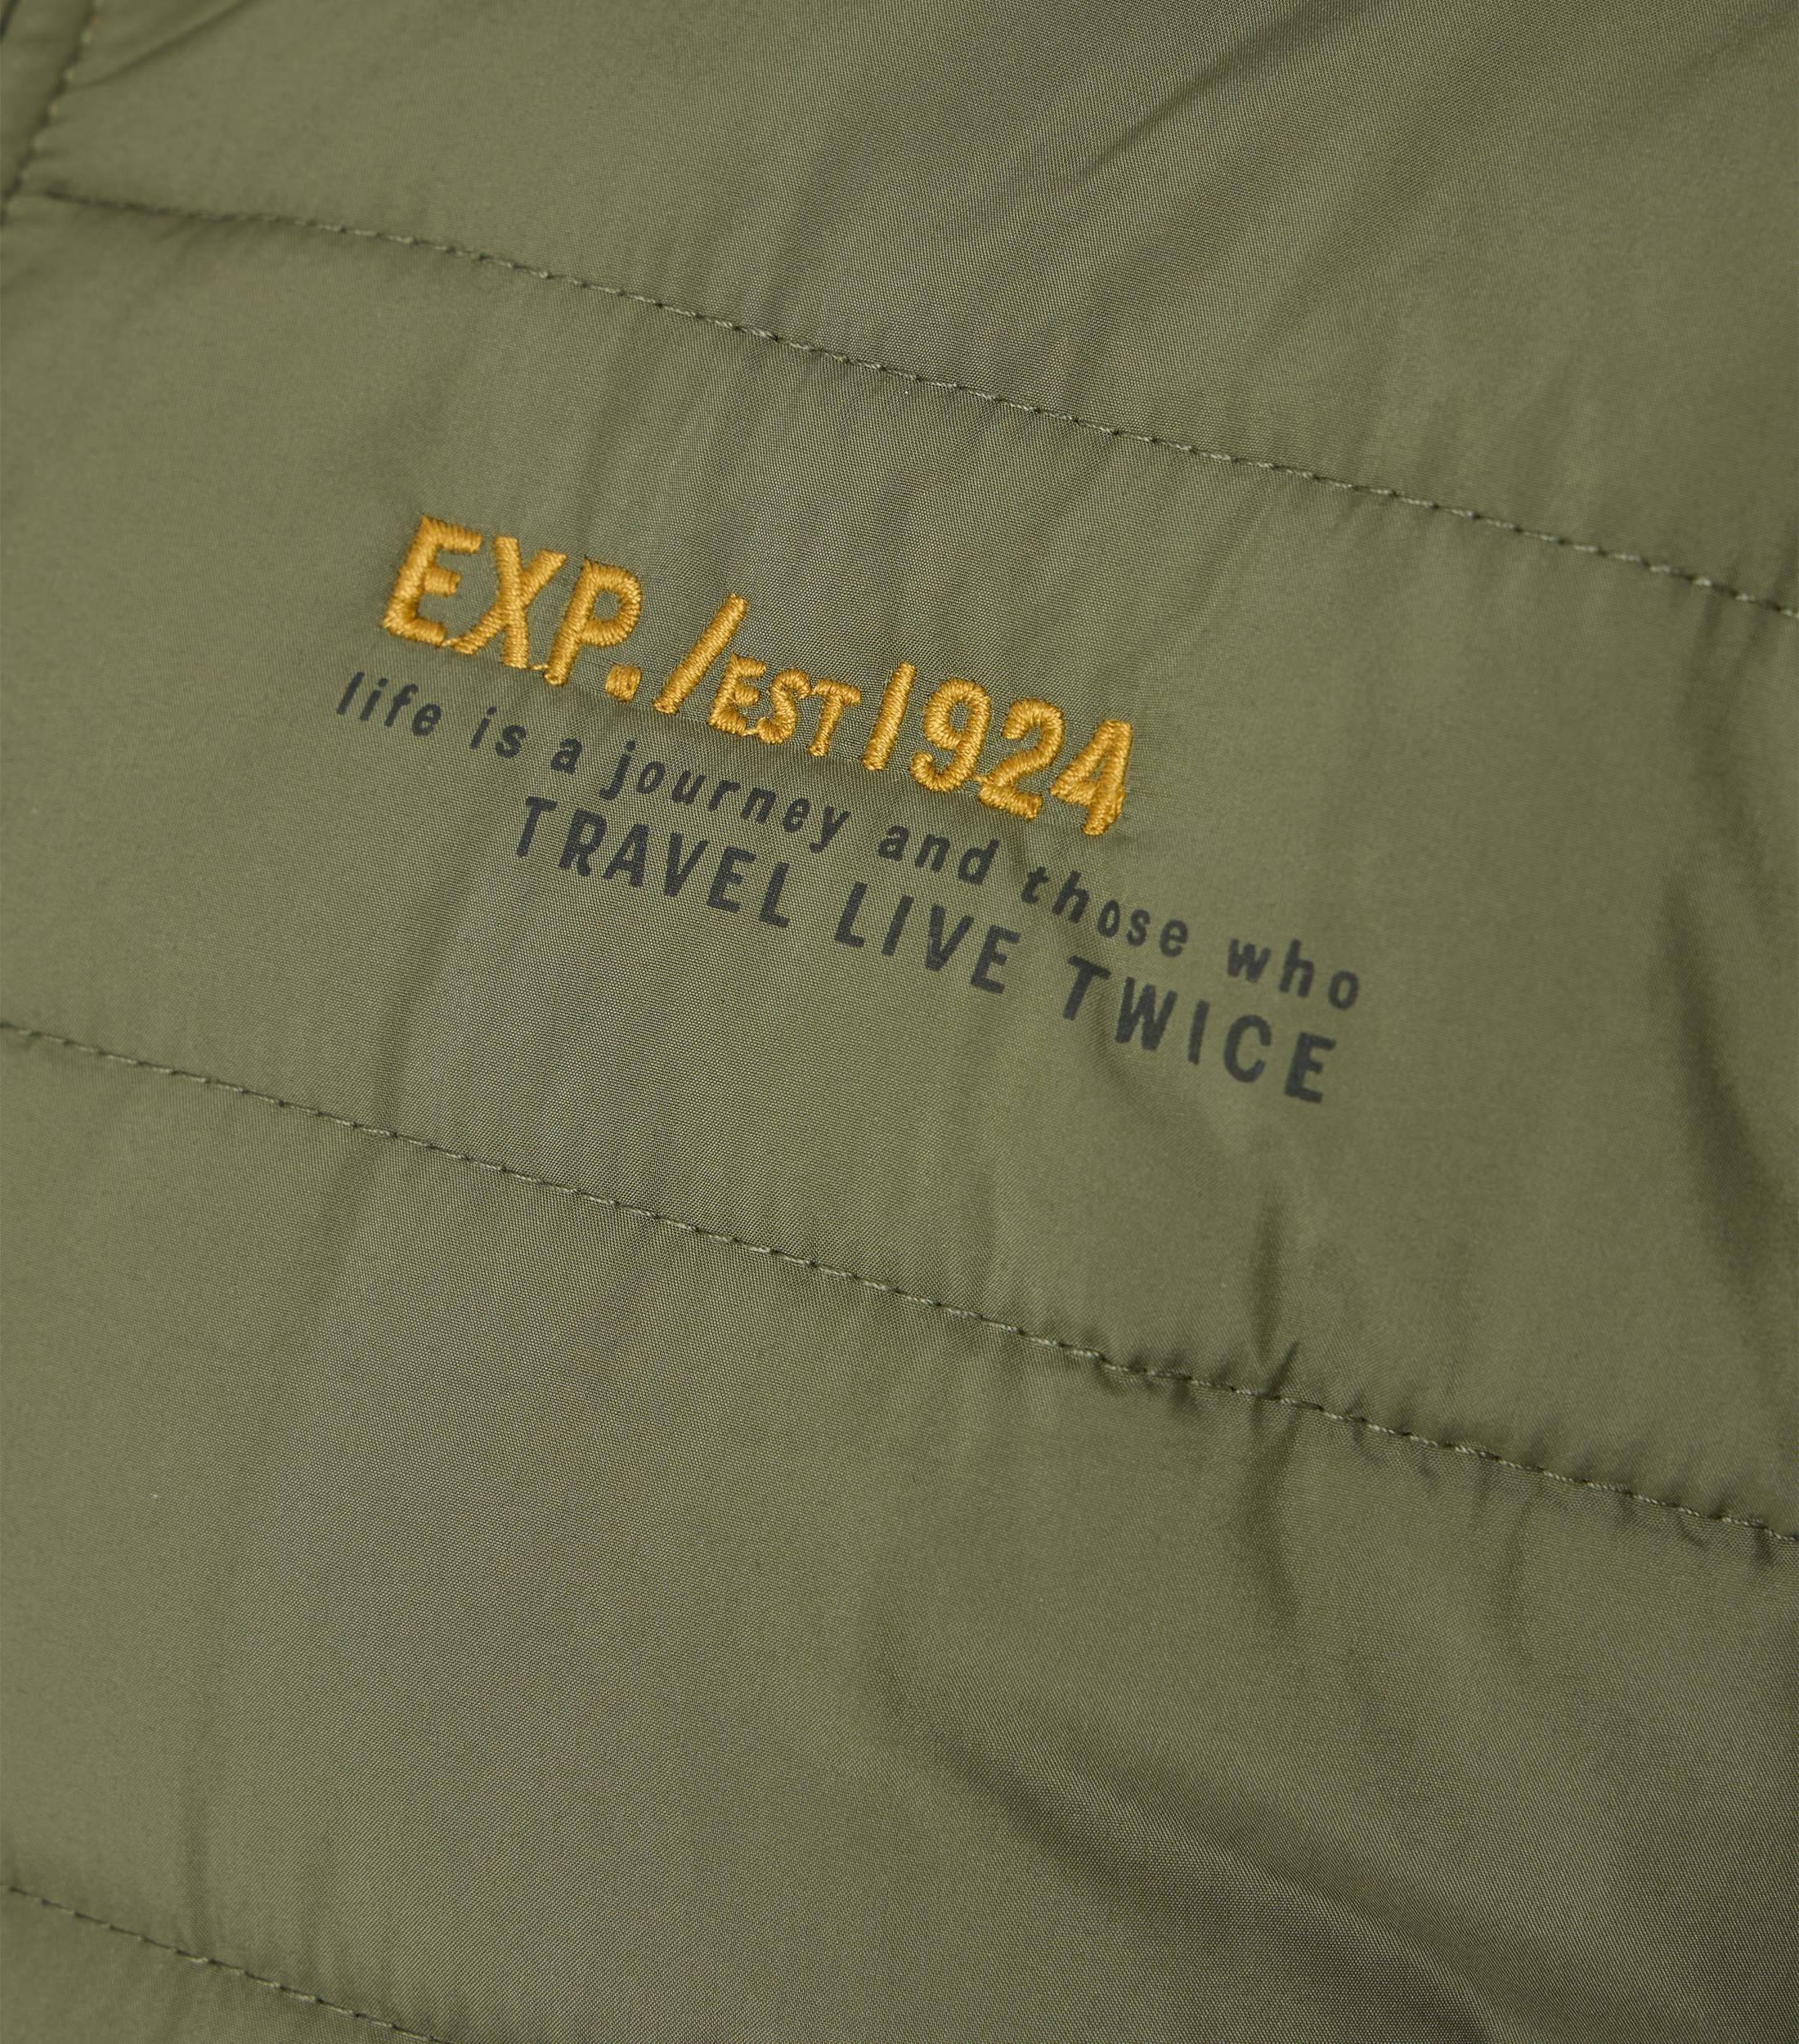 EXP./EST 1924
life is a journey and those who
TRAVEL LIVE TWICE